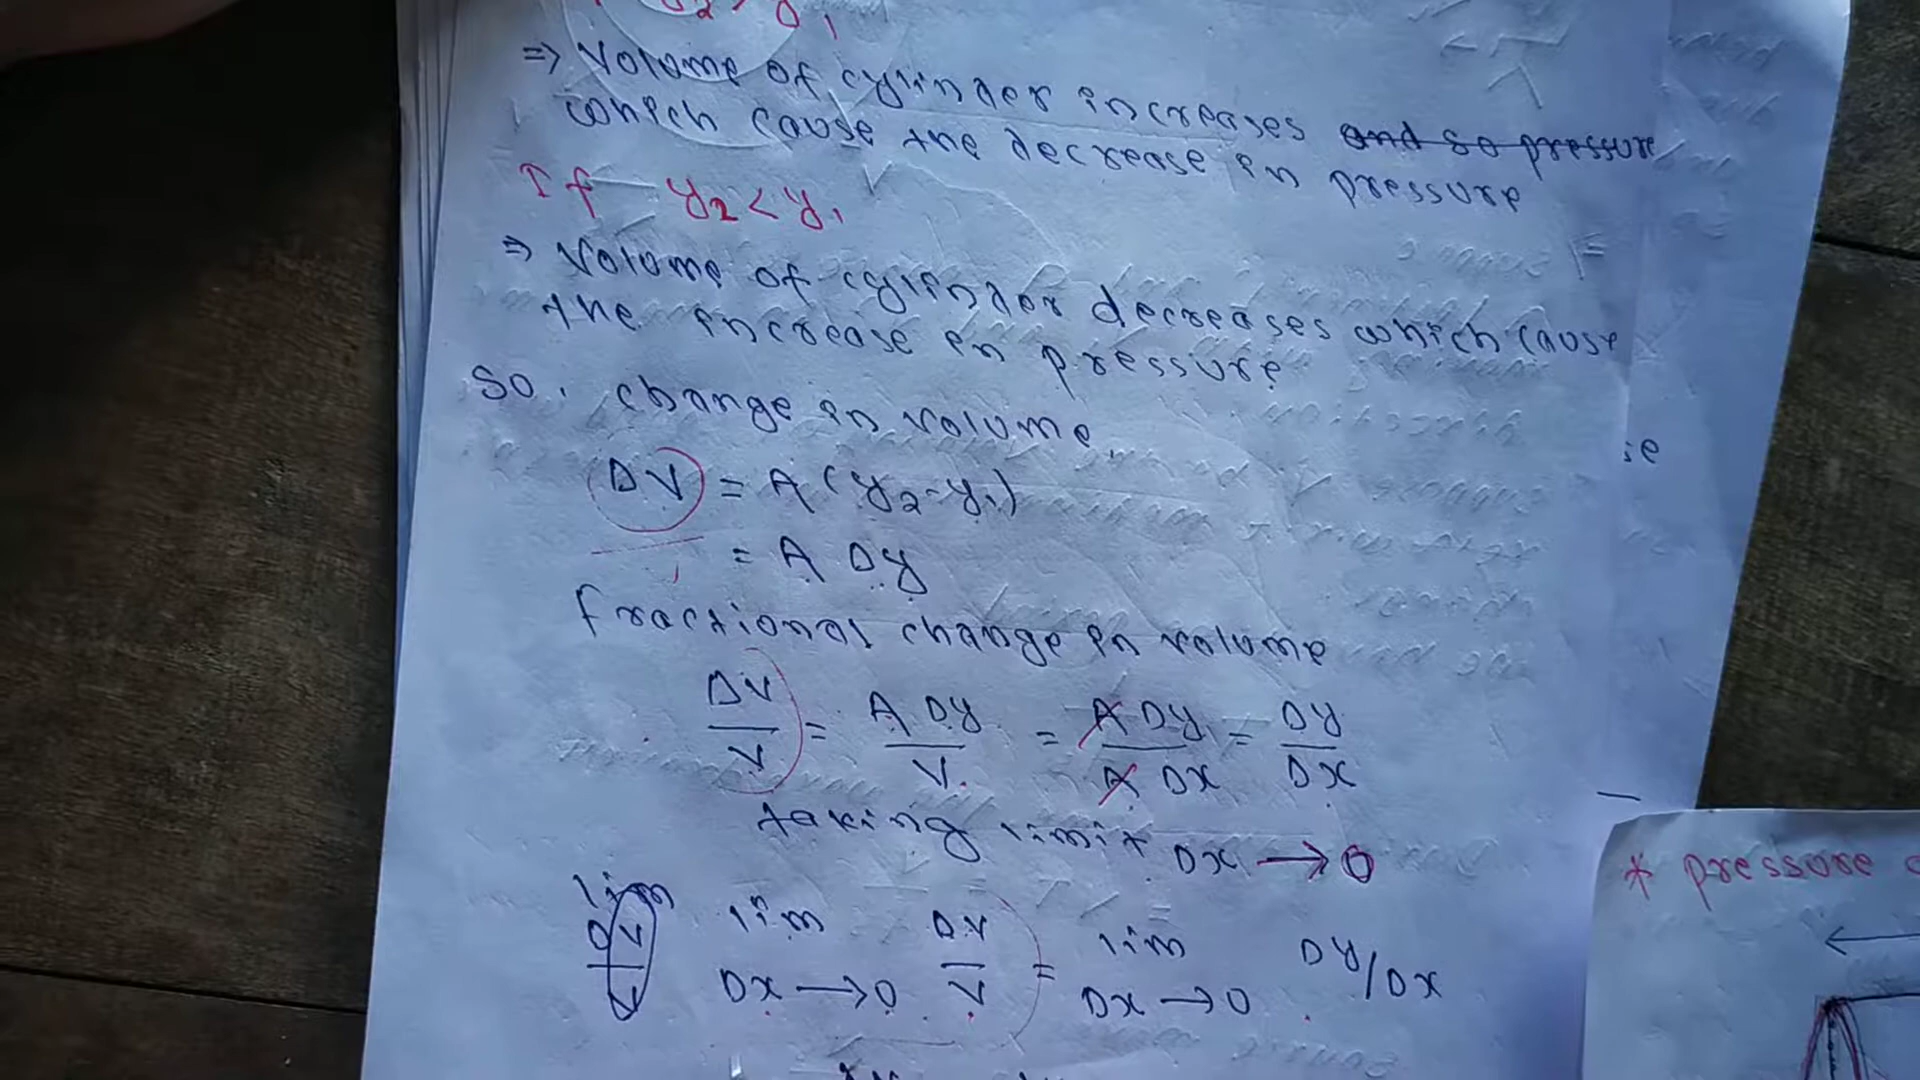 y₂ > y₁
=> Volume of cylinder increases and so pressure
which cause the decrease in pressure
If y₂ < y₁
=> Volume of cylinder decreases which cause
the increase in pressure
So, change in volume
ΔV = A(y₂-y₁)
= A Δy
fractional change in volume
ΔV/V = A Δy/V = A Δy/A Δx = Δy/Δx
taking limit Δx → 0
lim Δx → 0 ΔV/V = lim Δx → 0 Δy/Δx
* pressure